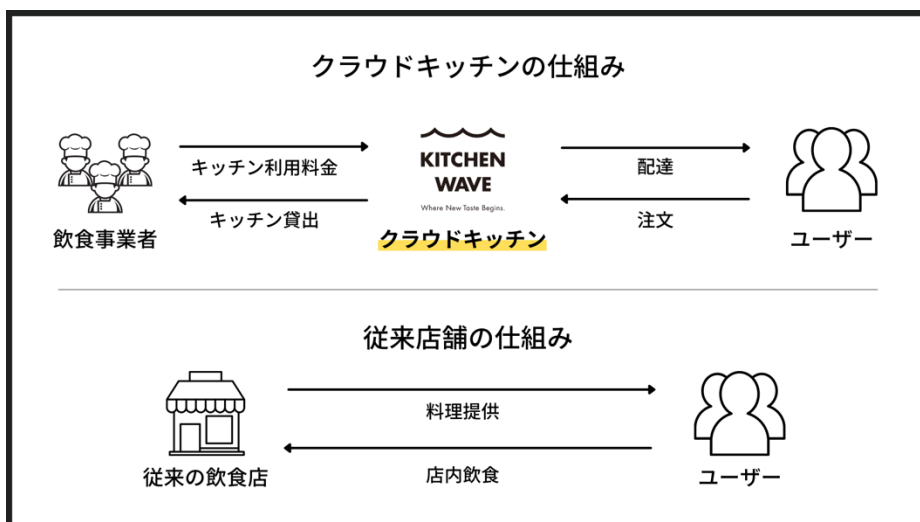 クラウドキッチンの仕組み
キッチン利用料金
キッチン貸出
飲食事業者
KITCHEN
WAVE
Where New Taste Begins.
クラウドキッチン
配達
注文
ユーザー
従来店舗の仕組み
料理提供
店内飲食
従来の飲食店
ユーザー